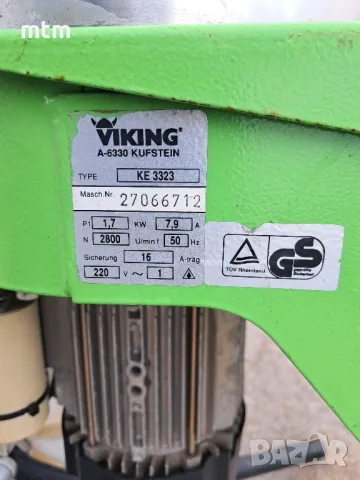 mtm
VIKING
A-6330 KUFSTEIN
TYPE KE 3323
Masch.Nr. 27066712
P1 1,7 KW 7,9 A
N 2800 U/min f 50 Hz
Sicherung 16 A-träg
220 V ~ 1
TÜV Rheinland
GS
geprüfte Sicherheit
BAZAR
bg